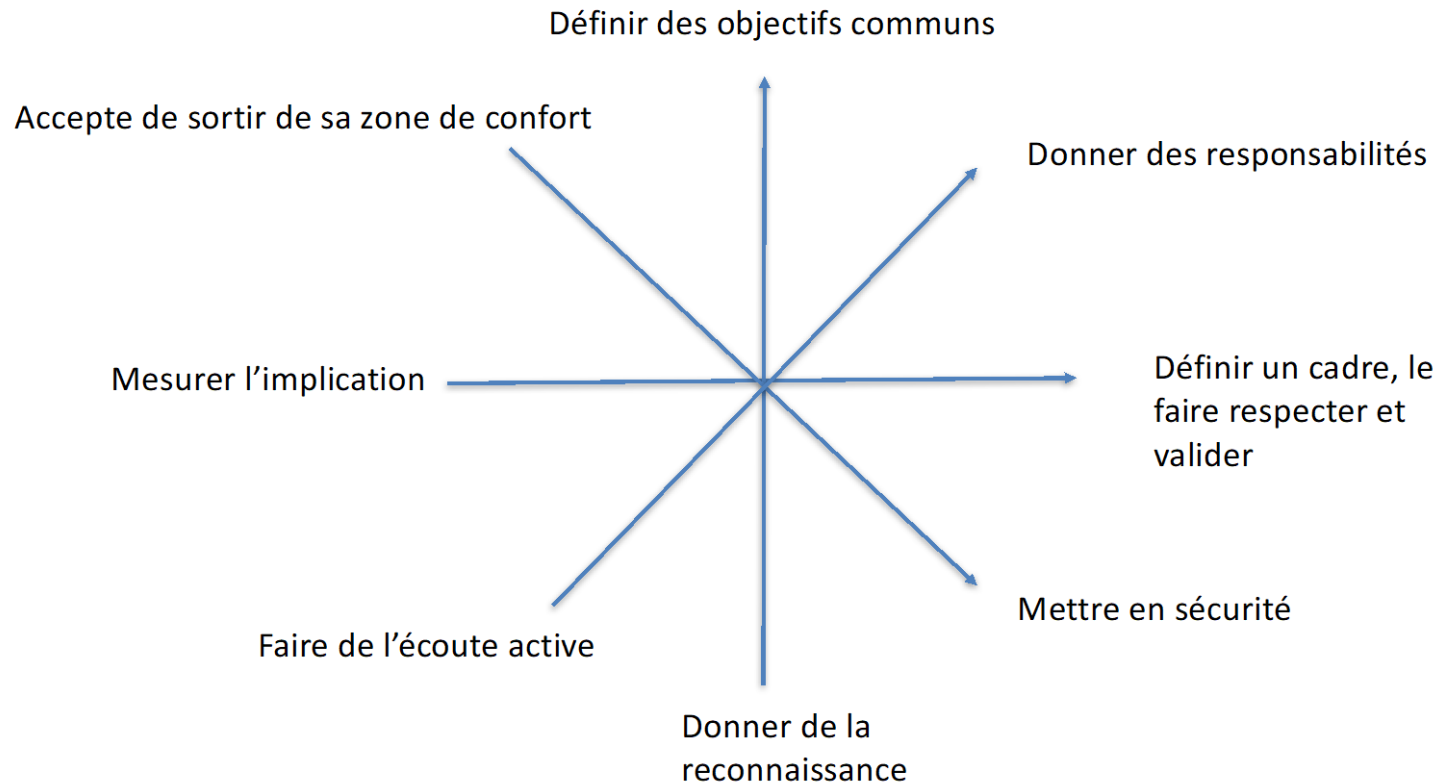 Définir des objectifs communs
Accepte de sortir de sa zone de confort
Donner des responsabilités
Mesurer l’implication
Définir un cadre, le
faire respecter et
valider
Mettre en sécurité
Faire de l’écoute active
Donner de la
reconnaissance